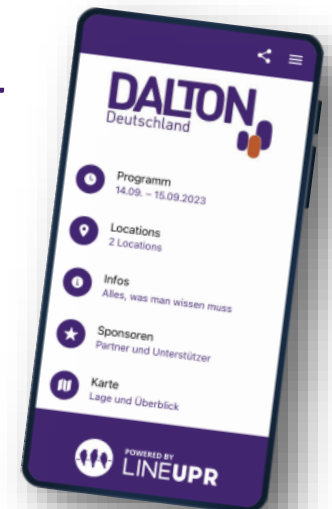 DALTON
Deutschland
Programm
14.09. – 15.09.2023
Locations
2 Locations
Infos
Alles, was man wissen muss
Sponsoren
Partner und Unterstützer
Karte
Lage und Überblick
POWERED BY
LINEUPR